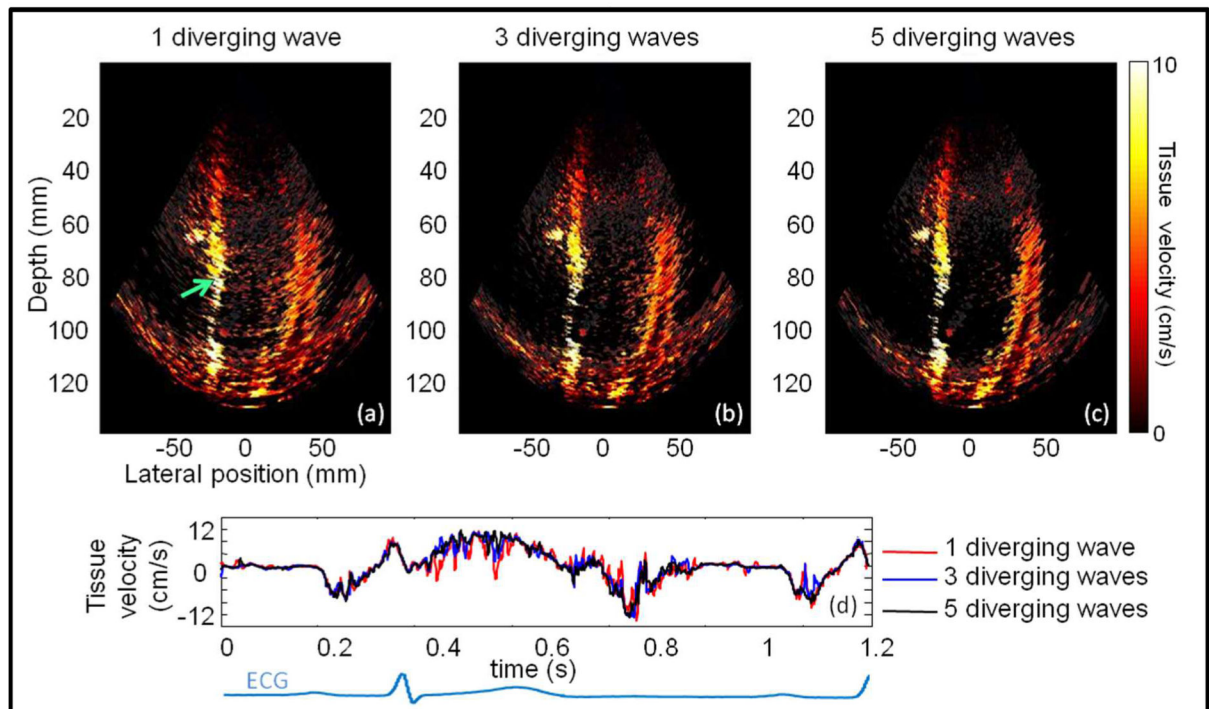 1 diverging wave
3 diverging waves
5 diverging waves
Depth (mm)
20
40
60
80
100
120
(a)
-50 0 50
Lateral position (mm)
20
40
60
80
100
120
(b)
-50 0 50
20
40
60
80
100
120
(c)
-50 0 50
10
0
Tissue velocity (cm/s)
Tissue
velocity
(cm/s)
12
0
-12
(d)
0 0.2 0.4 0.6 0.8 1 1.2
time (s)
1 diverging wave
3 diverging waves
5 diverging waves
ECG